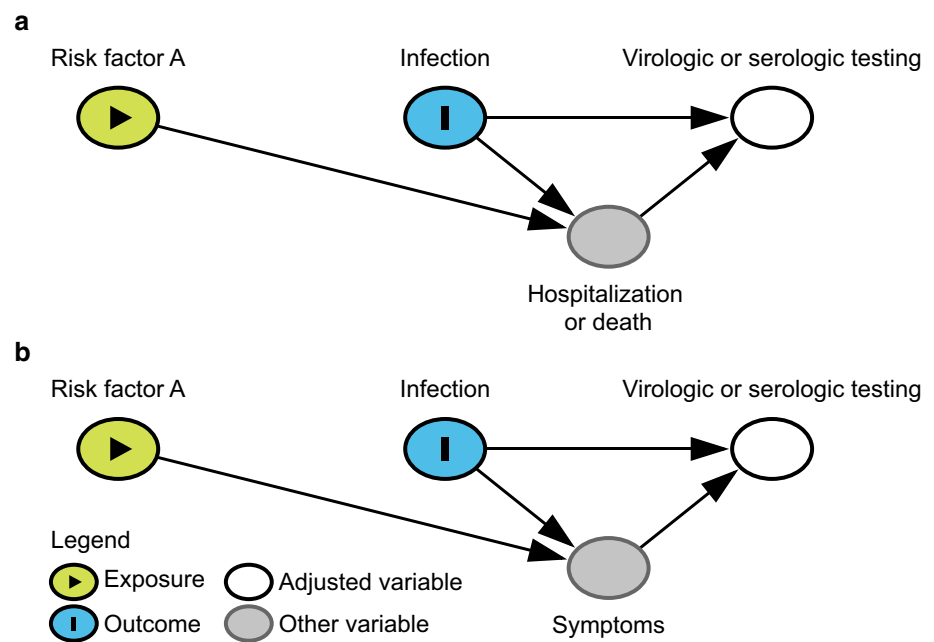 a
Risk factor A
Infection
Virologic or serologic testing
Hospitalization
or death
b
Risk factor A
Infection
Virologic or serologic testing
Legend
Exposure
Adjusted variable
Outcome
Other variable
Symptoms